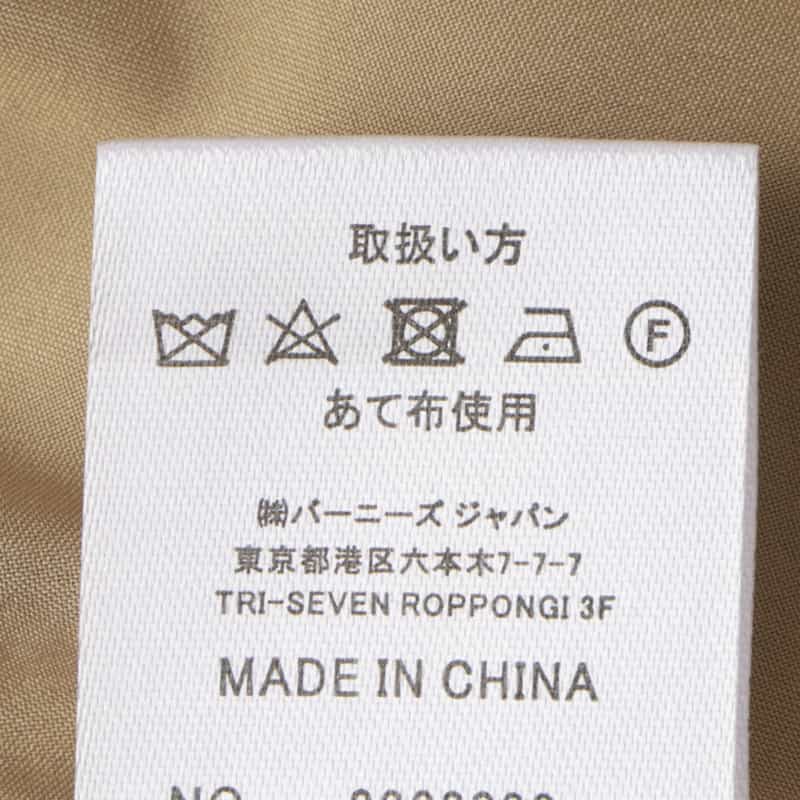 取扱い方
F
あて布使用
㈱バーニーズ ジャパン
東京都港区六本木7-7-7
TRI-SEVEN ROPPONGI 3F
MADE IN CHINA
NO